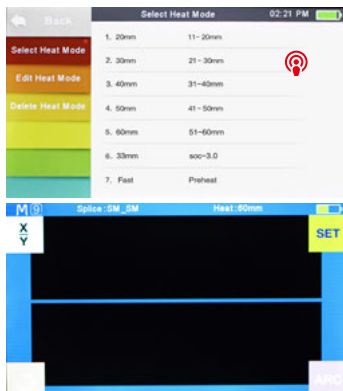 Back Select Heat Mode 02:21 PM
Select Heat Mode
Edit Heat Mode
Delete Heat Mode
1. 20mm 11-20mm
2. 30mm 21-30mm
3. 40mm 31-40mm
4. 50mm 41-50mm
5. 60mm 51-60mm
6. 33mm soc-3.0
7. Fast Preheat
M 9 Splice:SM_SM Heat:60mm
X
Y
SET
ARC